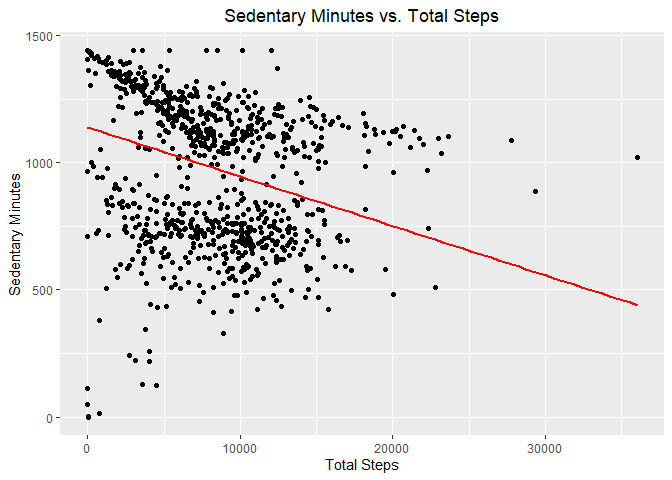 Sedentary Minutes vs. Total Steps
1500
1000
500
0
Sedentary Minutes
0 10000 20000 30000
Total Steps